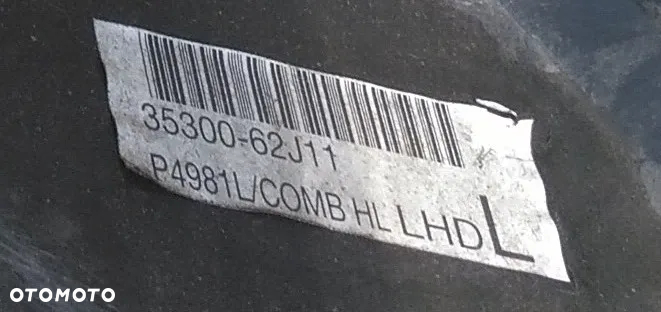 35300-62J11
P4981L/COMB HL LHD L
OTOMOTO